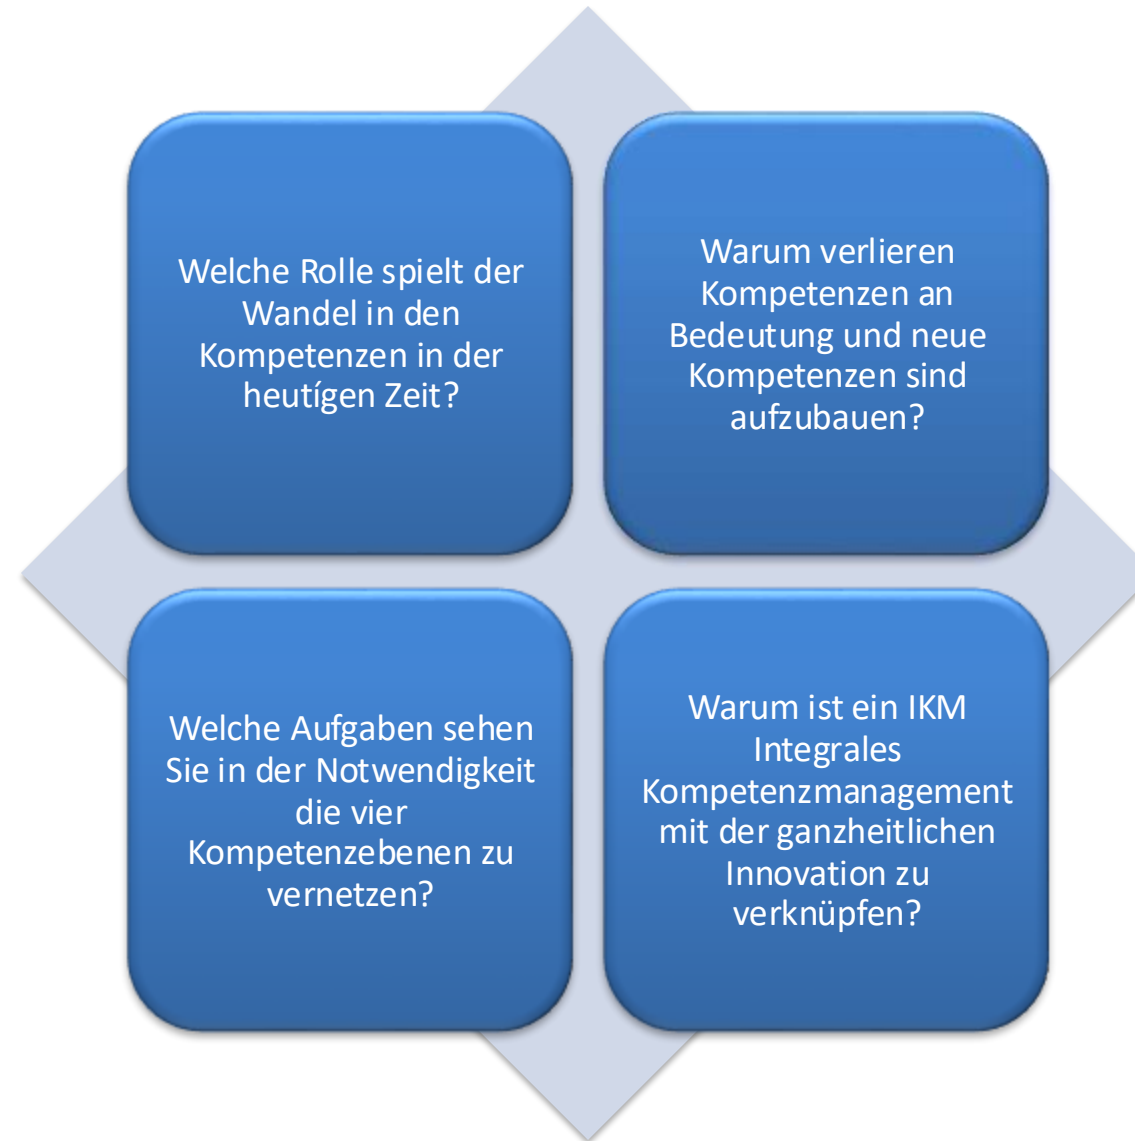 Welche Rolle spielt der
Wandel in den
Kompetenzen in der
heutígen Zeit?
Warum verlieren
Kompetenzen an
Bedeutung und neue
Kompetenzen sind
aufzubauen?
Welche Aufgaben sehen
Sie in der Notwendigkeit
die vier
Kompetenzebenen zu
vernetzen?
Warum ist ein IKM
Integrales
Kompetenzmanagement
mit der ganzheitlichen
Innovation zu
verknüpfen?